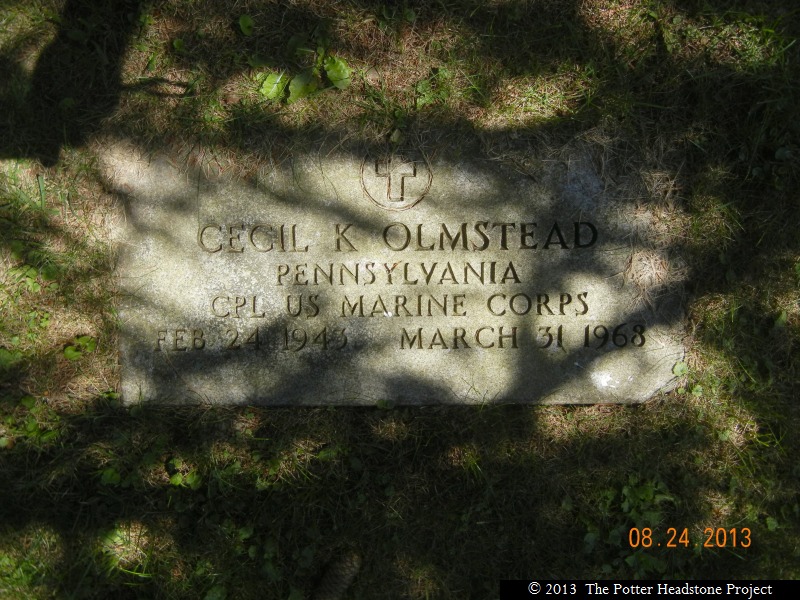 CECIL K OLMSTEAD
PENNSYLVANIA
CPL US MARINE CORPS
FEB 24 1943 MARCH 31 1968
08.24.2013
© 2013 The Potter Headstone Project